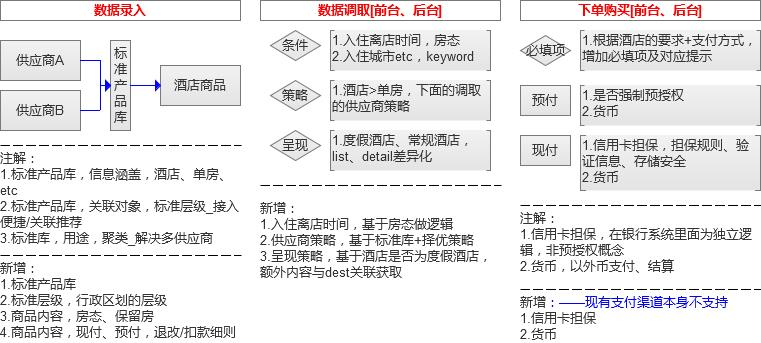 数据录入
供应商A
供应商B
标准产品库
酒店商品
注解：
1.标准产品库，信息涵盖，酒店、单房、
etc
2.标准产品库，关联对象，标准层级_接入
便捷/关联推荐
3.标准库，用途，聚类_解决多供应商
新增：
1.标准产品库
2.标准层级，行政区划的层级
3.商品内容，房态、保留房
4.商品内容，现付、预付，退改/扣款细则
数据调取[前台、后台]
条件
1.入住离店时间，房态
2.入住城市etc，keyword
策略
1.酒店>单房，下面的调取
的供应商策略
呈现
1.度假酒店、常规酒店，
list、detail差异化
新增：
1.入住离店时间，基于房态做逻辑
2.供应商策略，基于标准库+择优策略
3.呈现策略，基于酒店是否为度假酒店，
额外内容与dest关联获取
下单购买[前台、后台]
必填项
1.根据酒店的要求+支付方式，
增加必填项及对应提示
预付
1.是否强制预授权
2.货币
现付
1.信用卡担保，担保规则、验
证信息、存储安全
2.货币
注解：
1.信用卡担保，在银行系统里面为独立逻
辑，非预授权概念
2.货币，以外币支付、结算
新增：——现有支付渠道本身不支持
1.信用卡担保
2.货币